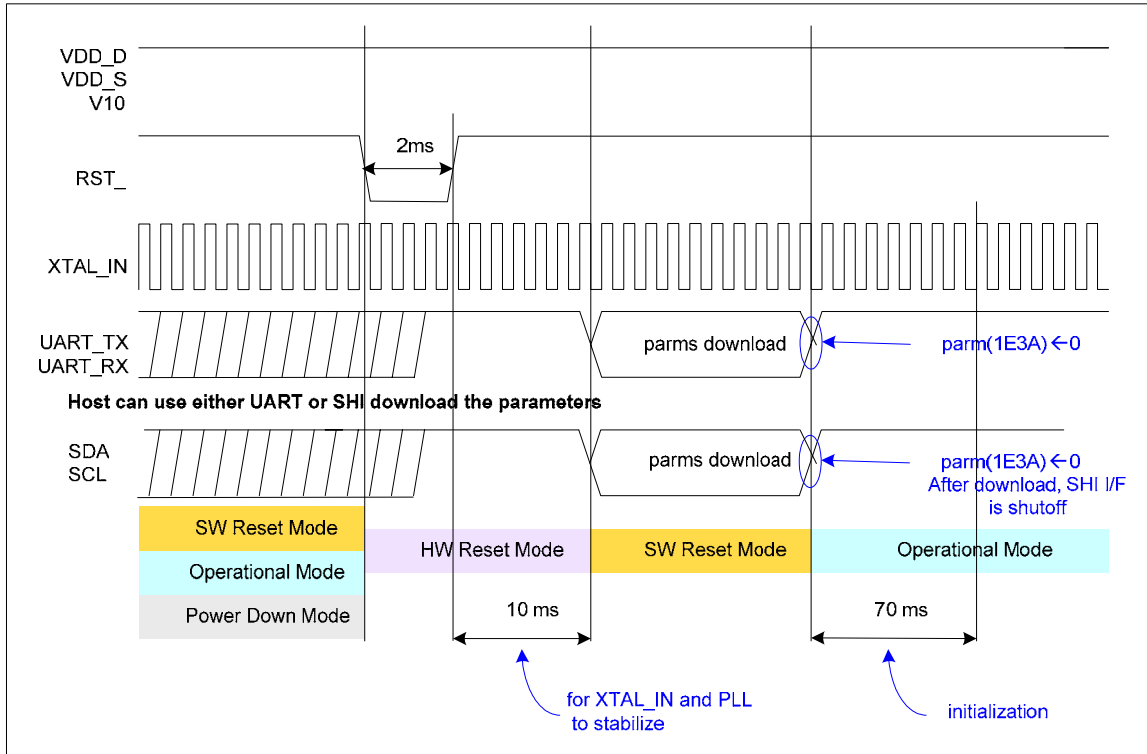 VDD_D
VDD_S
V10
2ms
RST_
XTAL_IN
UART_TX
UART_RX
parms download
parm(1E3A)←0
Host can use either UART or SHI download the parameters
SDA
SCL
parms download
parm(1E3A)←0
After download, SHI I/F
is shutoff
SW Reset Mode
HW Reset Mode
SW Reset Mode
Operational Mode
Operational Mode
Power Down Mode
10 ms
70 ms
for XTAL_IN and PLL
to stabilize
initialization